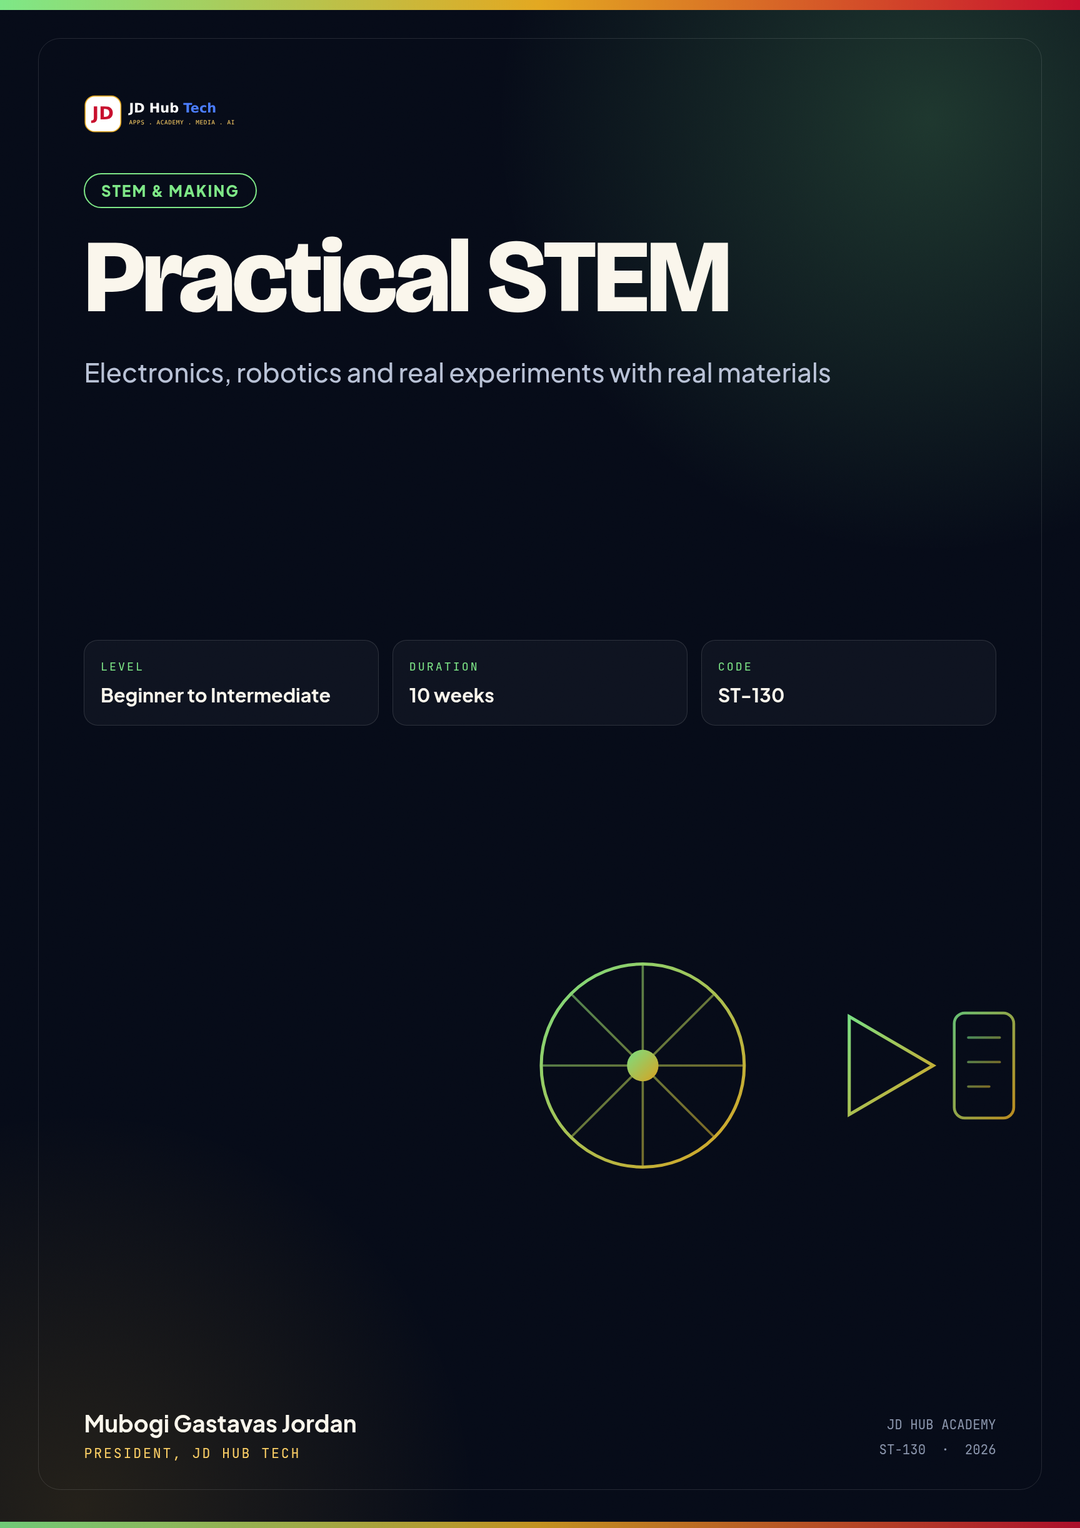 JD
JD Hub Tech
APPS . ACADEMY . MEDIA . AI
STEM & MAKING
Practical STEM
Electronics, robotics and real experiments with real materials
LEVEL
Beginner to Intermediate
DURATION
10 weeks
CODE
ST-130
Mubogi Gastavas Jordan
PRESIDENT, JD HUB TECH
JD HUB ACADEMY
ST-130 · 2026